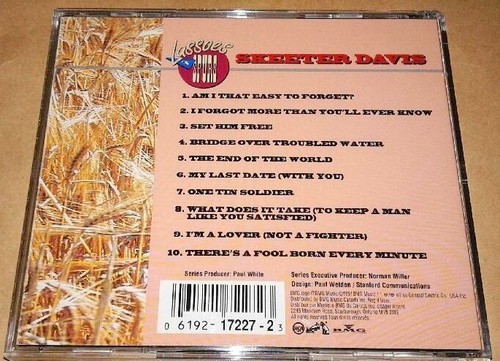 Lassoes
'n
SPURS
SKEETER DAVIS
1. AM I THAT EASY TO FORGET?
2. I FORGOT MORE THAN YOU'LL EVER KNOW
3. SET HIM FREE
4. BRIDGE OVER TROUBLED WATER
5. THE END OF THE WORLD
6. MY LAST DATE (WITH YOU)
7. ONE TIN SOLDIER
8. WHAT DOES IT TAKE (TO KEEP A MAN
LIKE YOU SATISFIED)
9. I'M A LOVER (NOT A FIGHTER)
10. THERE'S A FOOL BORN EVERY MINUTE
Series Producer: Paul White
Series Executive Producer: Norman Miller
Design: Paul Weldon / Stanford Communications
0 6192-17227-2 3
BMG